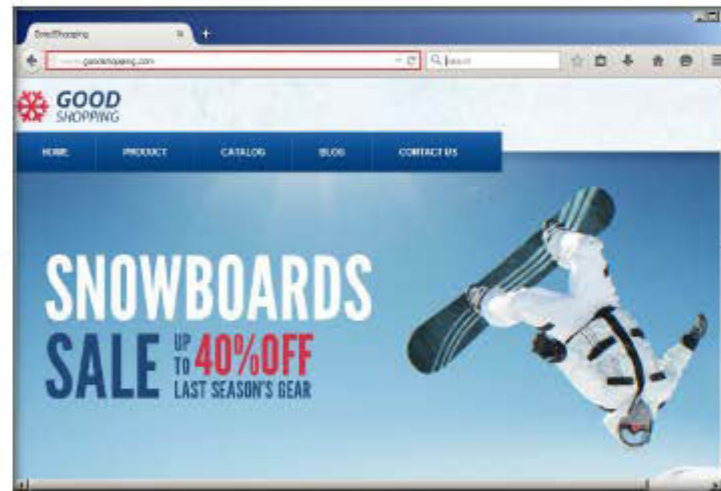 GoodShopping
www.goodshopping.com
Search
GOOD
SHOPPING
HOME PRODUCT CATALOG BLOG CONTACT US
SNOWBOARDS
SALE UP TO 40%OFF
LAST SEASON'S GEAR